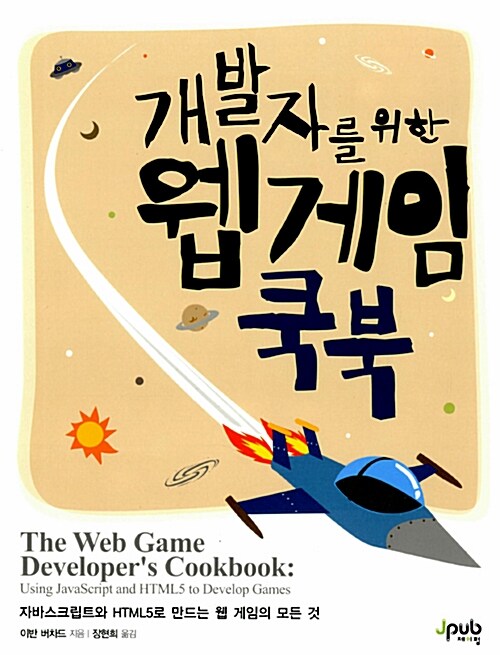 개발자를 위한
웹 게임
쿡북
The Web Game
Developer's Cookbook:
Using JavaScript and HTML5 to Develop Games
자바스크립트와 HTML5로 만드는 웹 게임의 모든 것
이반 버차드 지음 | 장현희 옮김
Jpub
제이펍